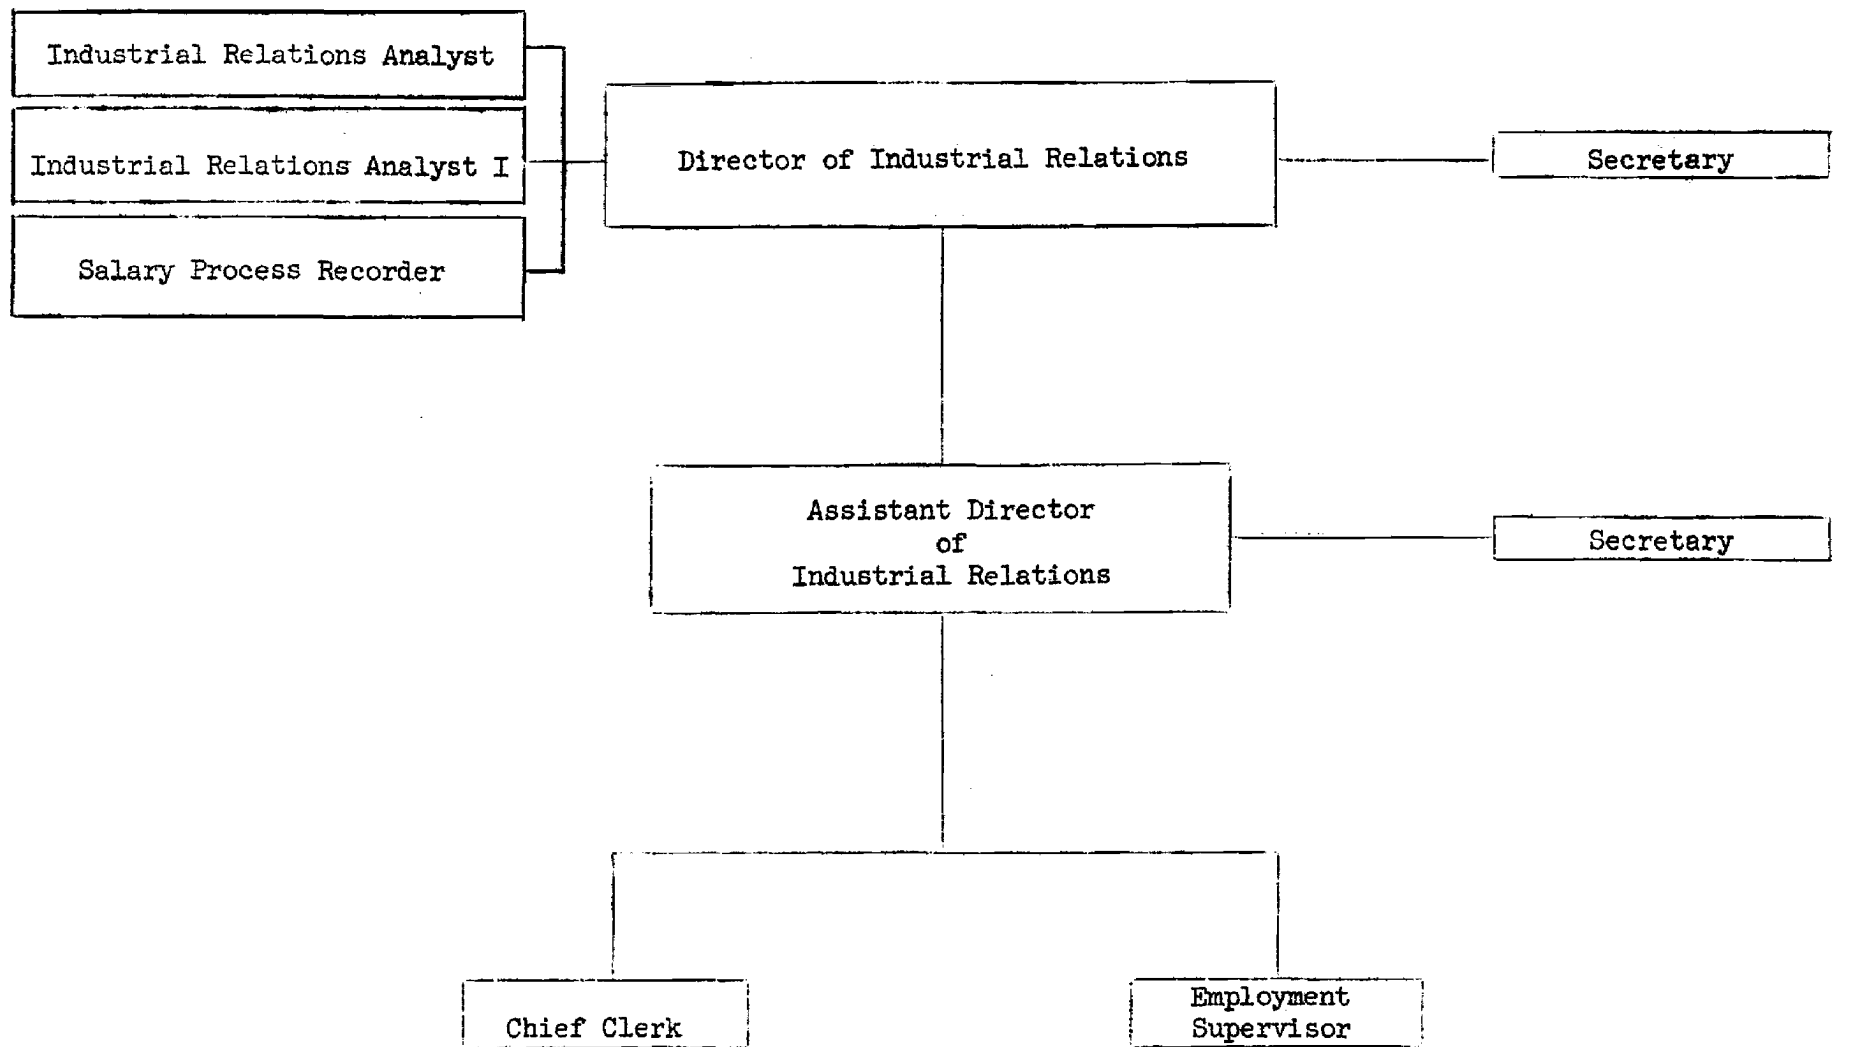 Industrial Relations Analyst
Industrial Relations Analyst I
Salary Process Recorder
Director of Industrial Relations
Secretary
Assistant Director
of
Industrial Relations
Secretary
Chief Clerk
Employment
Supervisor